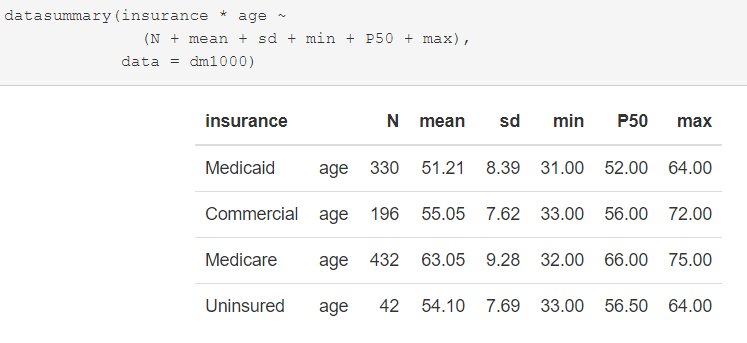 datasummary(insurance * age ~
(N + mean + sd + min + P50 + max),
data = dm1000)
insurance N mean sd min P50 max
Medicaid age 330 51.21 8.39 31.00 52.00 64.00
Commercial age 196 55.05 7.62 33.00 56.00 72.00
Medicare age 432 63.05 9.28 32.00 66.00 75.00
Uninsured age 42 54.10 7.69 33.00 56.50 64.00